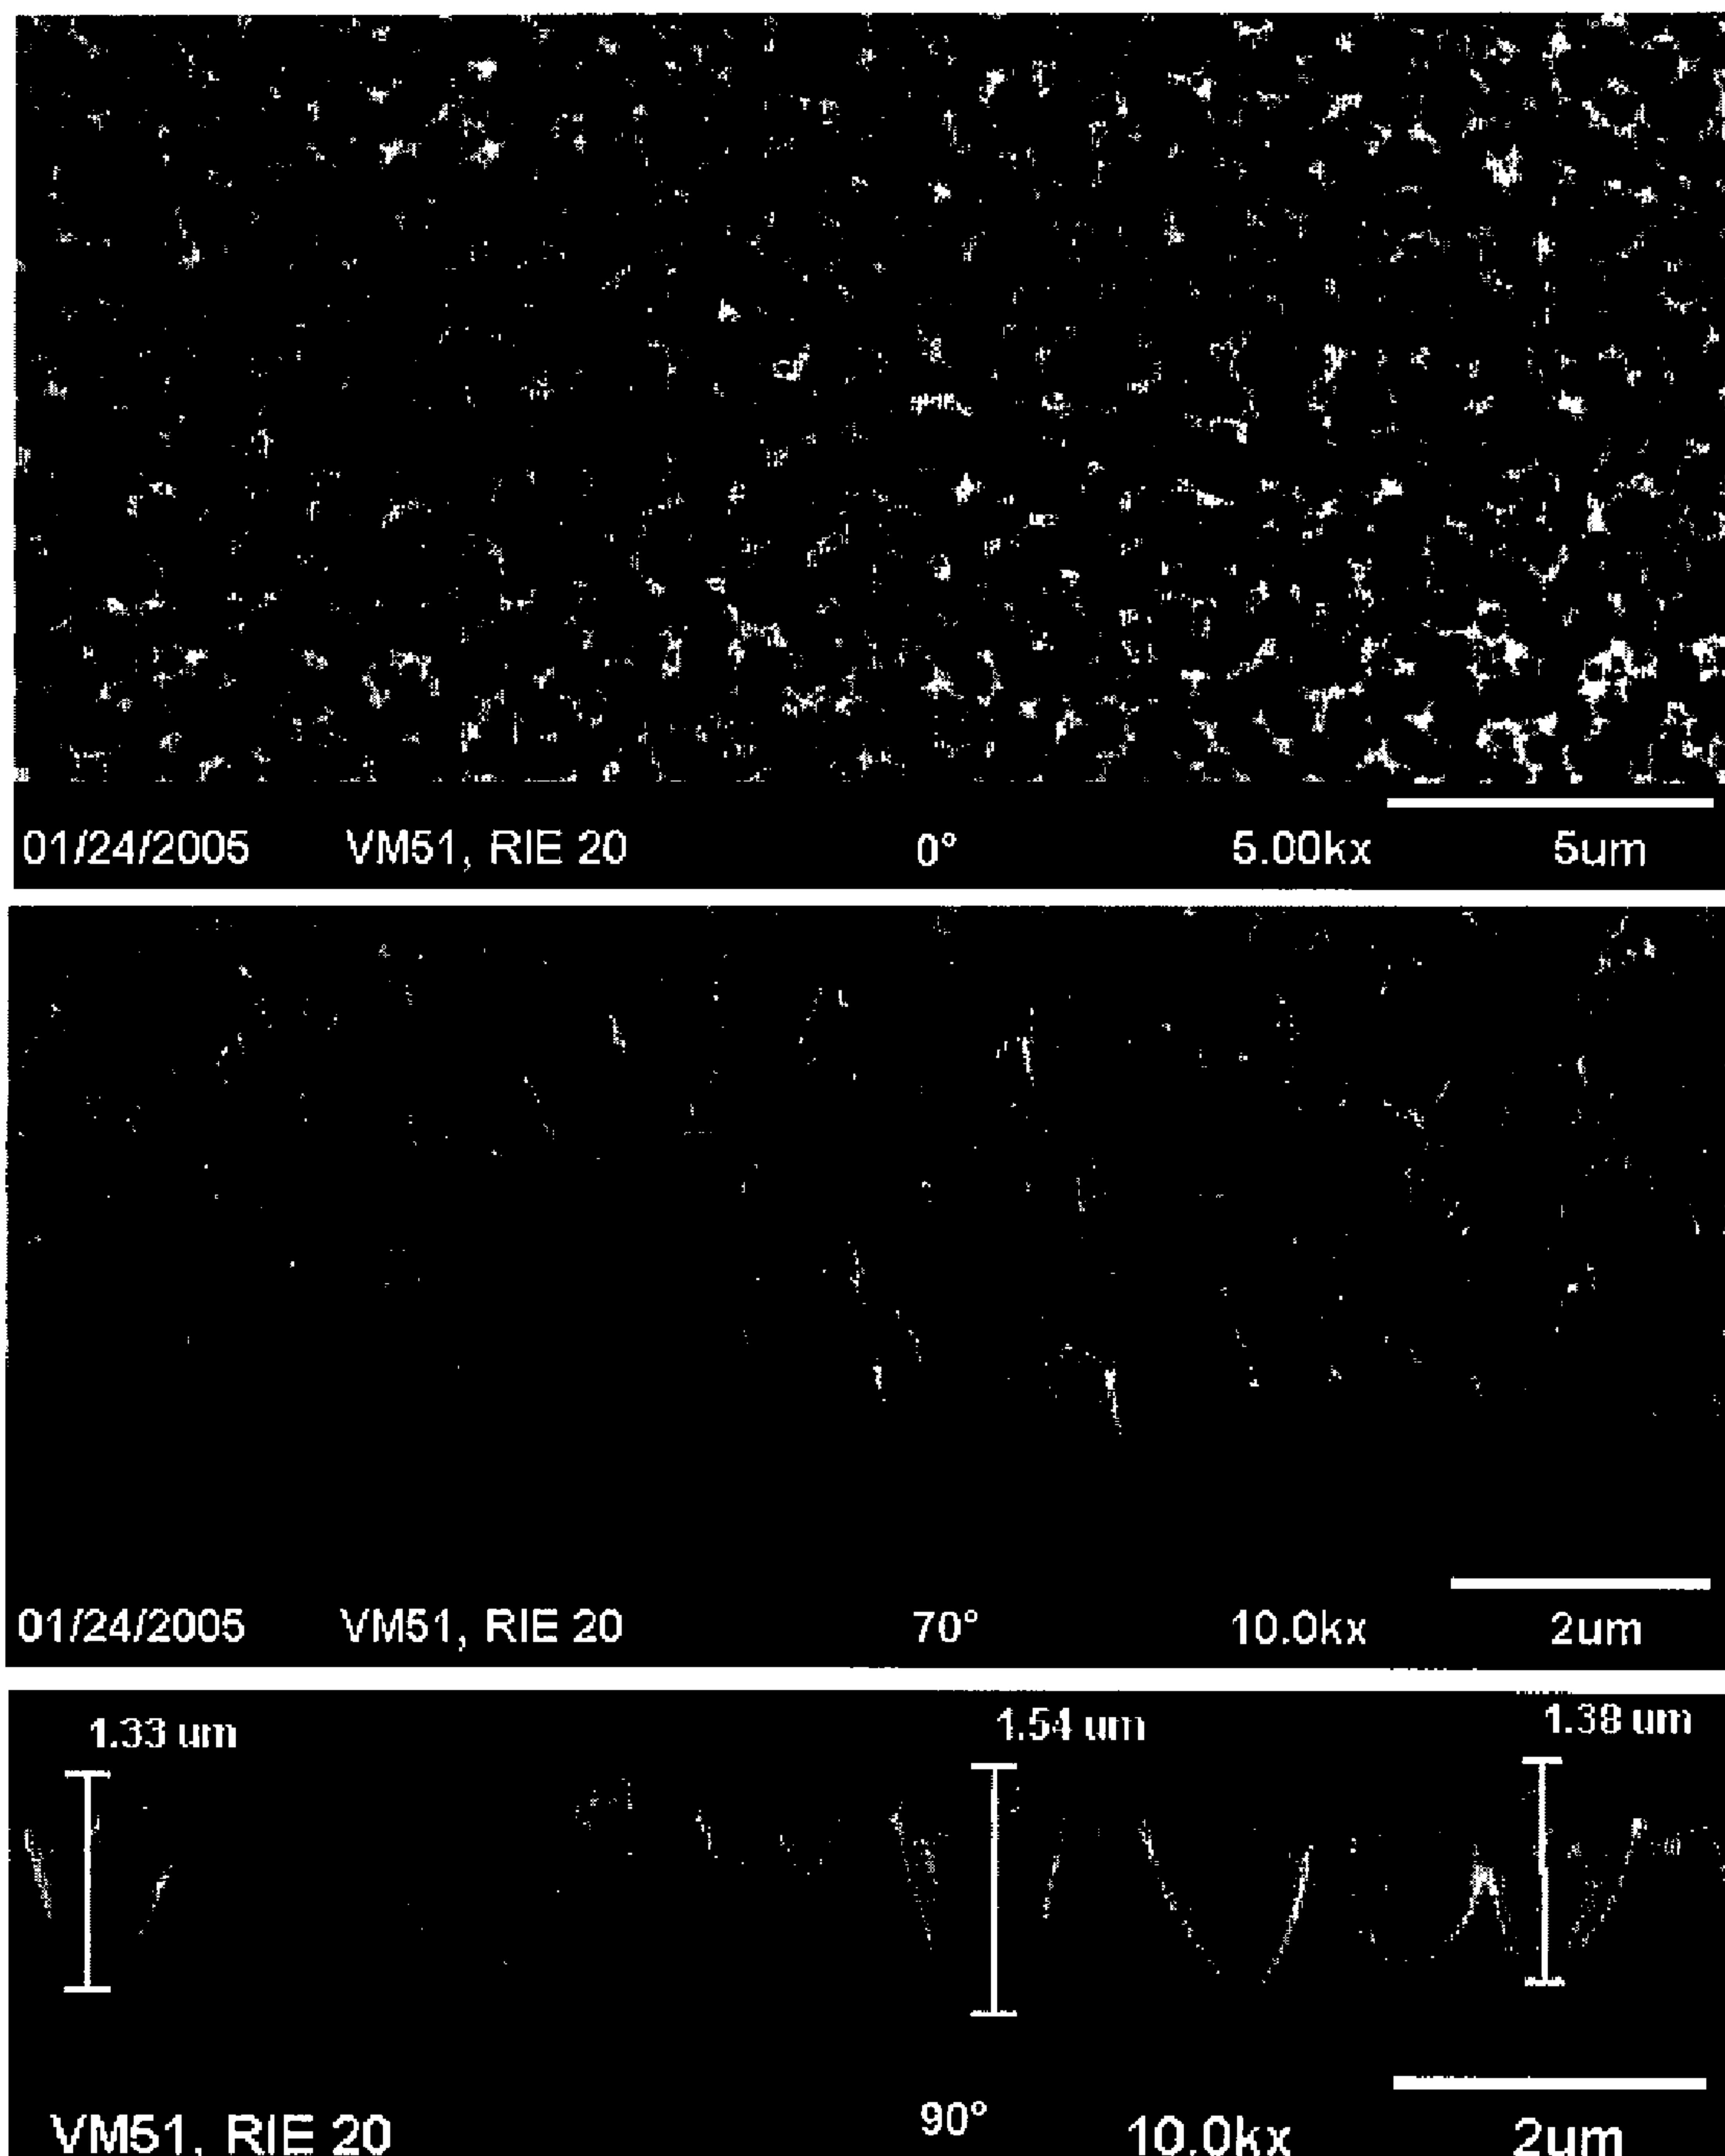 01/24/2005 VM51, RIE 20 0° 5.00kx 5um
01/24/2005 VM51, RIE 20 70° 10.0kx 2um
1.33 um 1.54 um 1.38 um
VM51, RIE 20 90° 10.0kx 2um